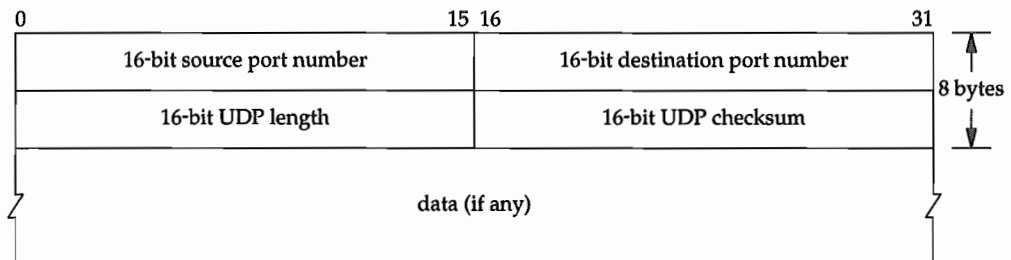 0 15 16 31
16-bit source port number 16-bit destination port number
8 bytes
16-bit UDP length 16-bit UDP checksum
data (if any)